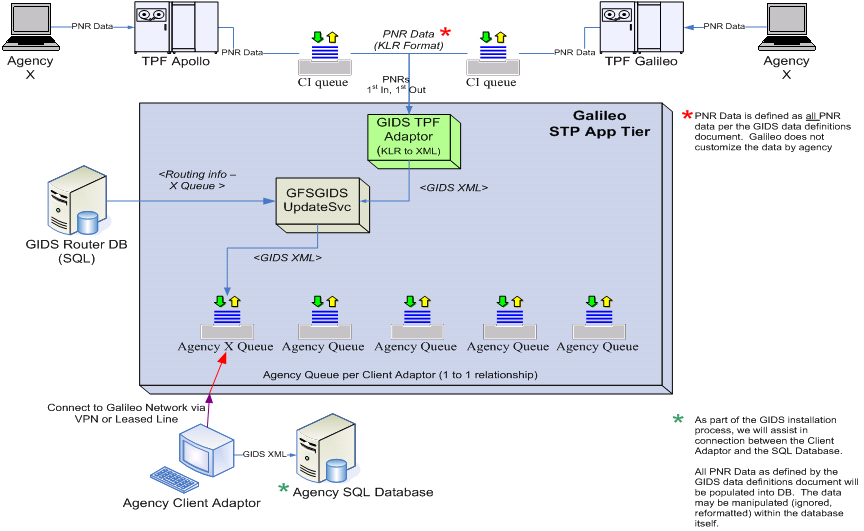 PNR Data
Agency
X
TPF Apollo
PNR Data
CI queue
PNR Data *
(KLR Format)
PNRs
1st In, 1st Out
CI queue
PNR Data
TPF Galileo
PNR Data
Agency
X
Galileo
STP App Tier
GIDS TPF
Adaptor
(KLR to XML)
* PNR Data is defined as all PNR
data per the GIDS data definitions
document. Galileo does not
customize the data by agency
<Routing info –
X Queue >
<GIDS XML>
GFSGIDS
UpdateSvc
GIDS Router DB
(SQL)
<GIDS XML>
Agency X Queue
Agency Queue
Agency Queue
Agency Queue
Agency Queue
Agency Queue per Client Adaptor (1 to 1 relationship)
Connect to Galileo Network via
VPN or Leased Line
GIDS XML
Agency Client Adaptor
* Agency SQL Database
* As part of the GIDS installation
process, we will assist in
connection between the Client
Adaptor and the SQL Database.
All PNR Data as defined by the
GIDS data definitions document will
be populated into DB. The data
may be manipulated (ignored,
reformatted) within the database
itself.